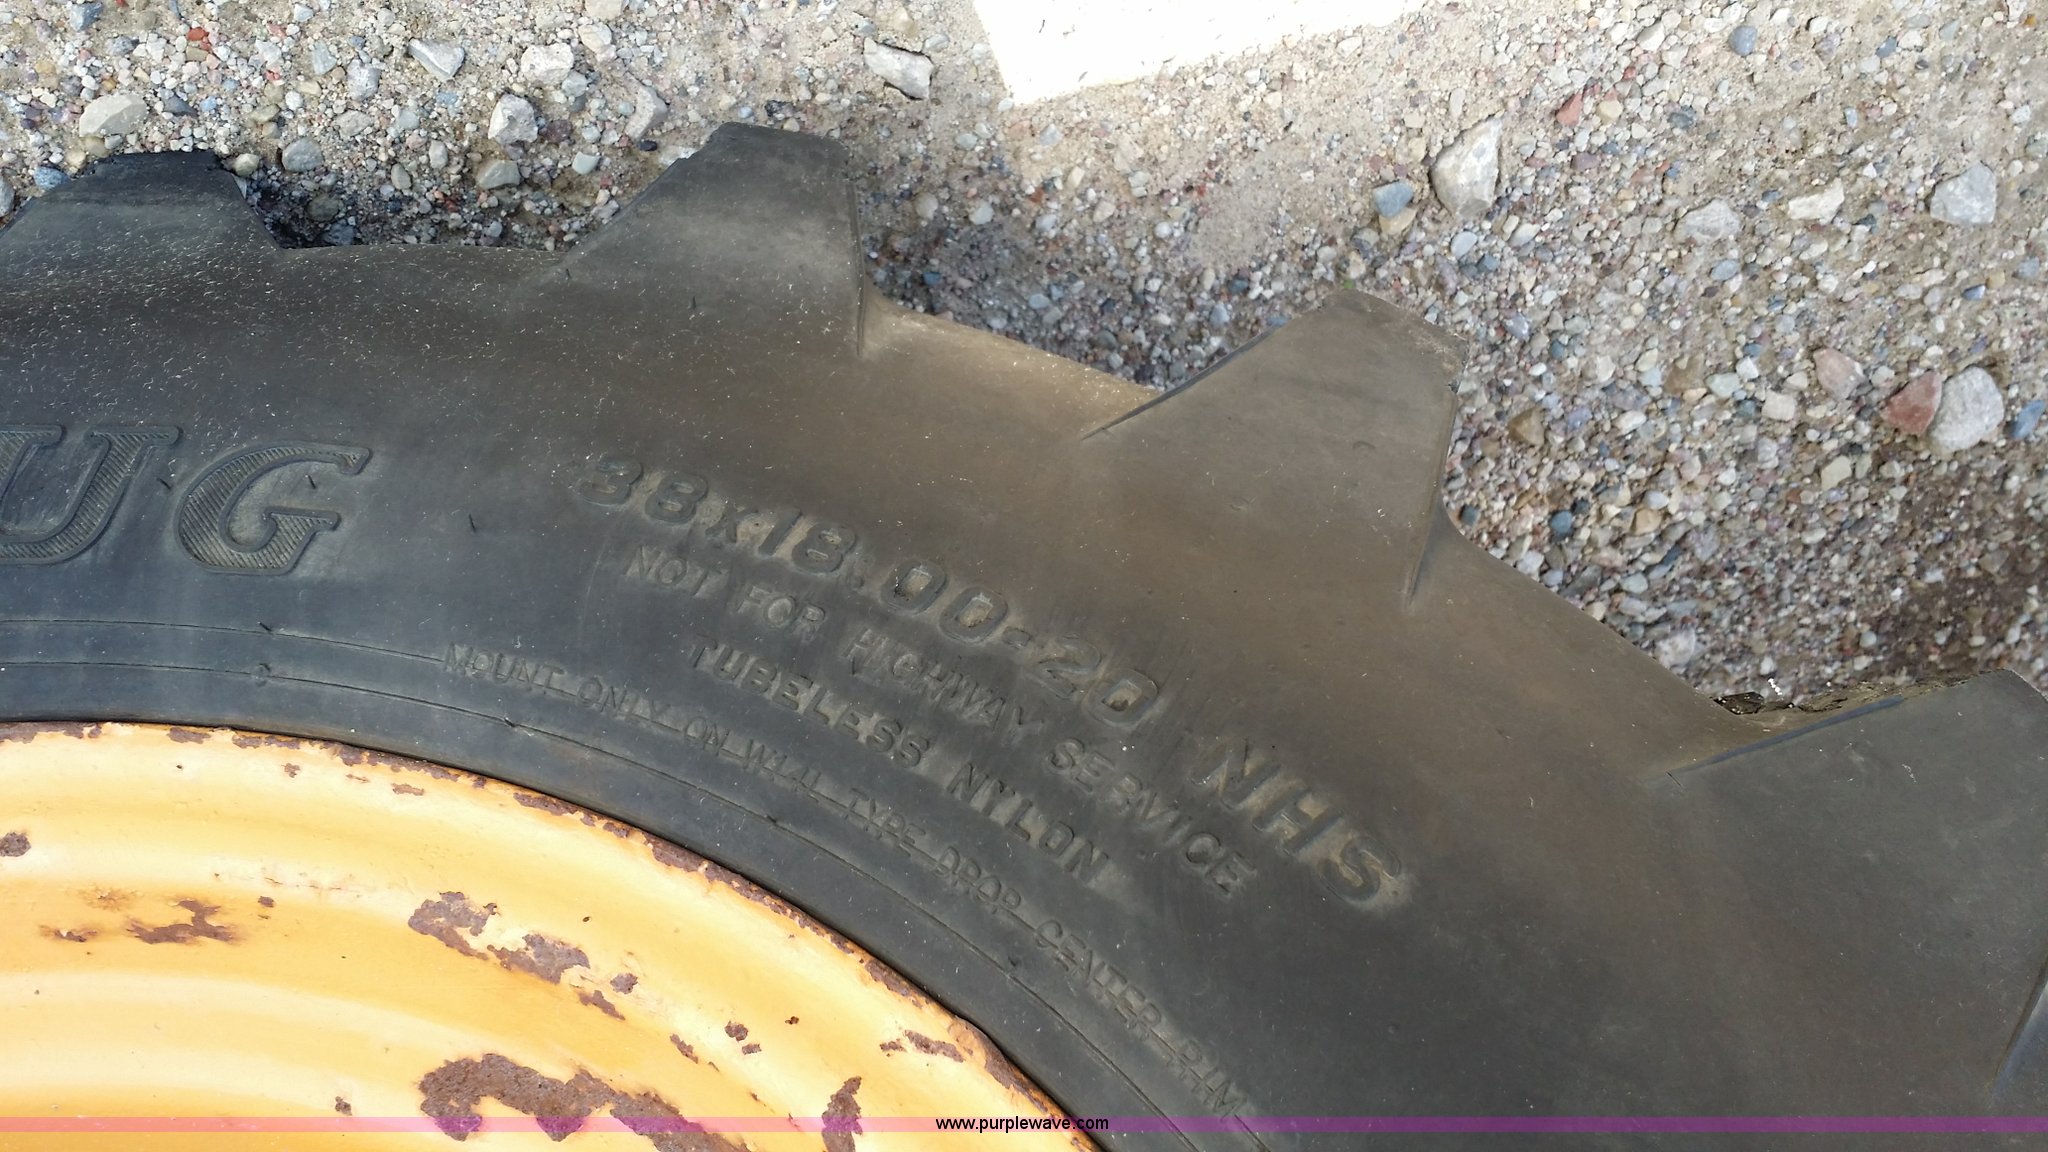 UG
38x18.00-20 NHS
NOT FOR HIGHWAY SERVICE
TUBELESS NYLON
MOUNT ONLY ON W L TYPE DROP CENTER RIM
www.purplewave.com